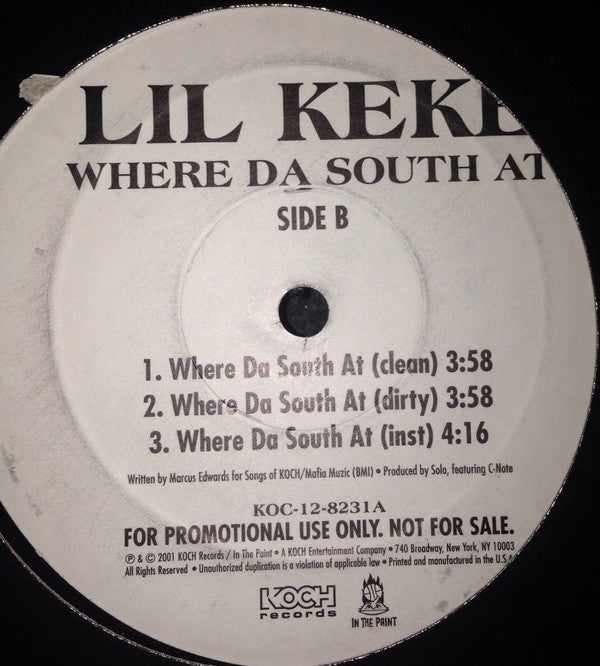 LIL KEKE
WHERE DA SOUTH AT
SIDE B
1. Where Da South At (clean) 3:58
2. Where Da South At (dirty) 3:58
3. Where Da South At (inst) 4:16
Written by Marcus Edwards for Songs of KOCH/Mafia Muzic (BMI) • Produced by Solo, featuring C-Note
KOC-12-8231A
FOR PROMOTIONAL USE ONLY. NOT FOR SALE.
℗ & © 2001 KOCH Records / In The Paint • A KOCH Entertainment Company • 740 Broadway, New York, NY 10003
All Rights Reserved • Unauthorized duplication is a violation of applicable law • Printed and manufactured in the U.S.A
KOCH
records
IN THE PAINT